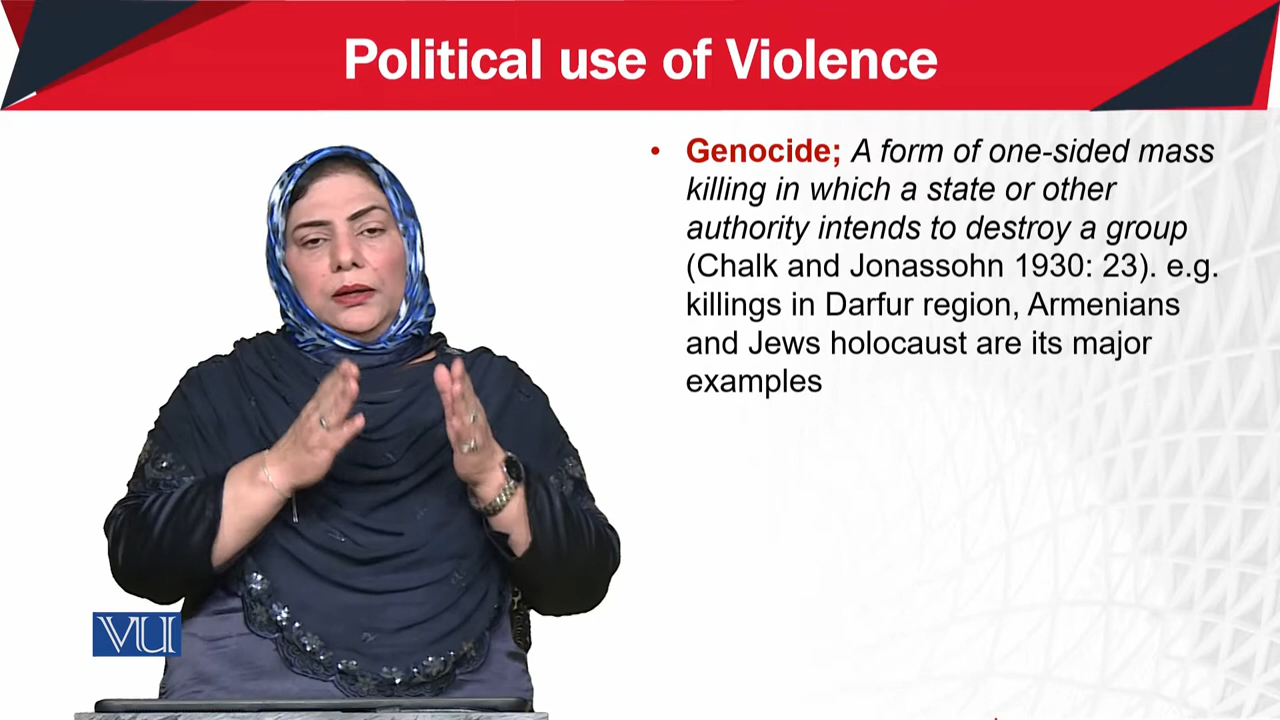 Political use of Violence
• Genocide; A form of one-sided mass
killing in which a state or other
authority intends to destroy a group
(Chalk and Jonassohn 1930: 23). e.g.
killings in Darfur region, Armenians
and Jews holocaust are its major
examples
VU